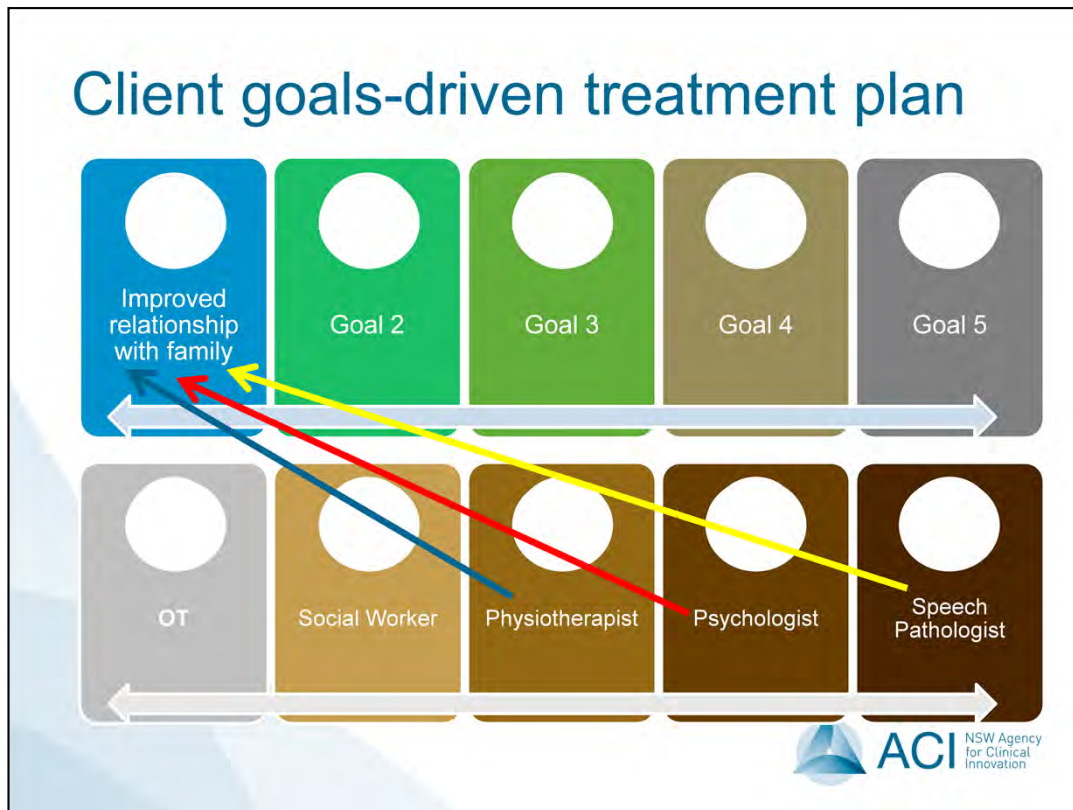 Client goals-driven treatment plan
Improved
relationship
with family
Goal 2
Goal 3
Goal 4
Goal 5
OT
Social Worker
Physiotherapist
Psychologist
Speech
Pathologist
ACI
NSW Agency
for Clinical
Innovation